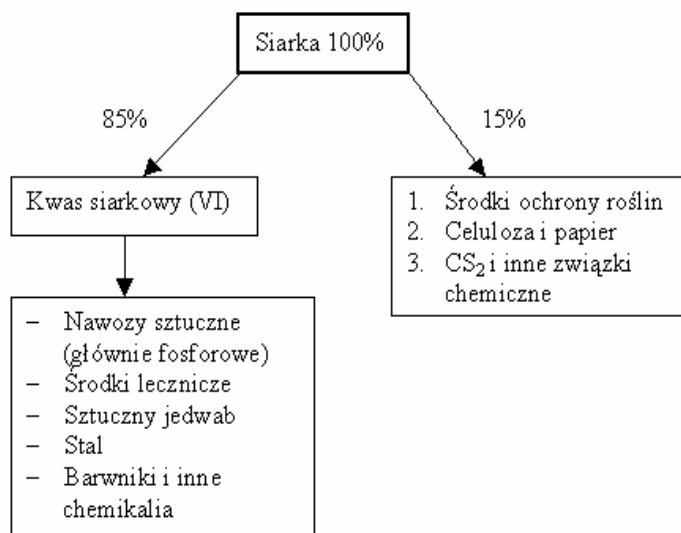 Siarka 100%
85%
15%
Kwas siarkowy (VI)
1. Środki ochrony roślin
2. Celuloza i papier
3. CS₂ i inne związki
chemiczne
– Nawozy sztuczne
(głównie fosforowe)
– Środki lecznicze
– Sztuczny jedwab
– Stal
– Barwniki i inne
chemikalia